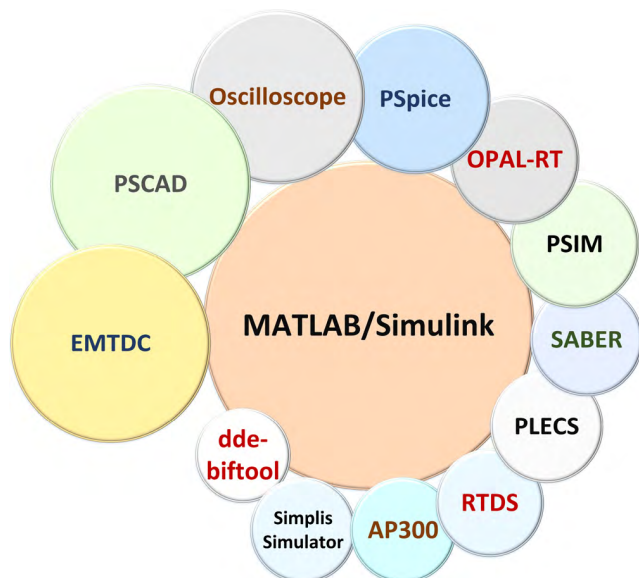 Oscilloscope
PSpice
OPAL-RT
PSCAD
PSIM
MATLAB/Simulink
SABER
EMTDC
PLECS
dde-
biftool
RTDS
Simplis
Simulator
AP300